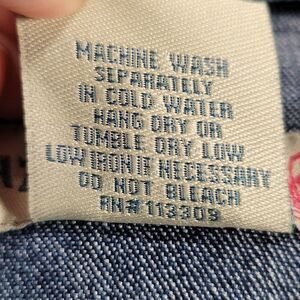 MACHINE WASH
SEPARATELY
IN COLD WATER
HANG DRY OR
TUMBLE DRY LOW
LOW IRON IF NECESSARY
DO NOT BLEACH
RN# 113309